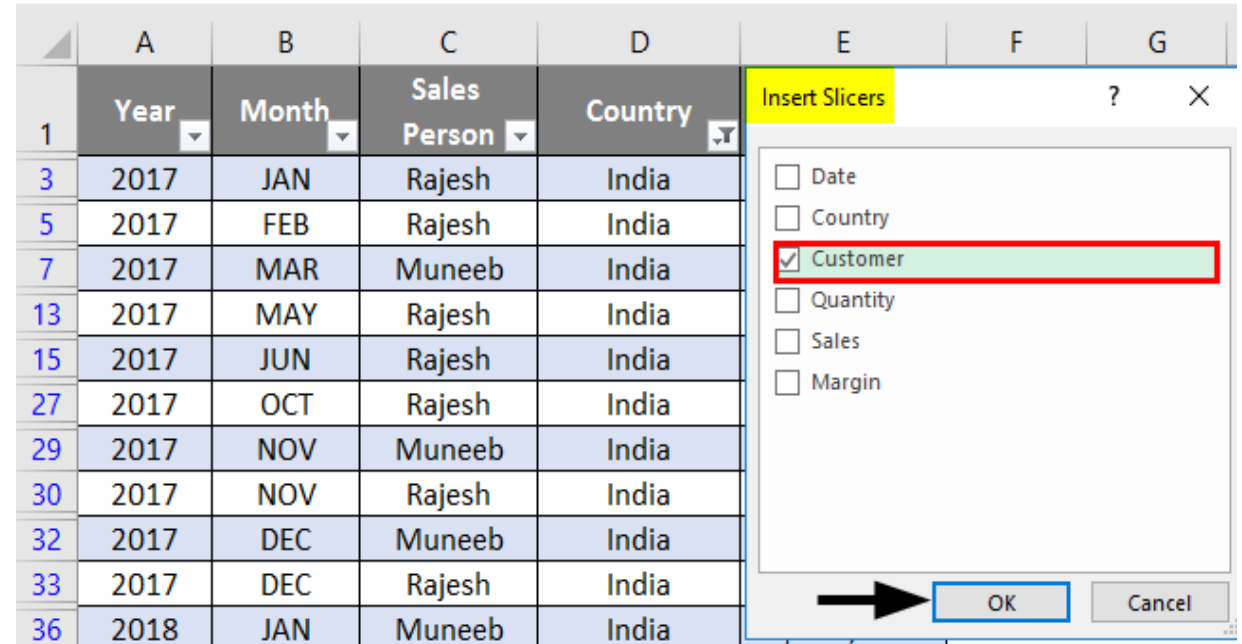 A B C D E F G
1 Year Month Sales Person Country
3 2017 JAN Rajesh India
5 2017 FEB Rajesh India
7 2017 MAR Muneeb India
13 2017 MAY Rajesh India
15 2017 JUN Rajesh India
27 2017 OCT Rajesh India
29 2017 NOV Muneeb India
30 2017 NOV Rajesh India
32 2017 DEC Muneeb India
33 2017 DEC Rajesh India
36 2018 JAN Muneeb India
Insert Slicers ? ×
Date
Country
Customer
Quantity
Sales
Margin
OK Cancel